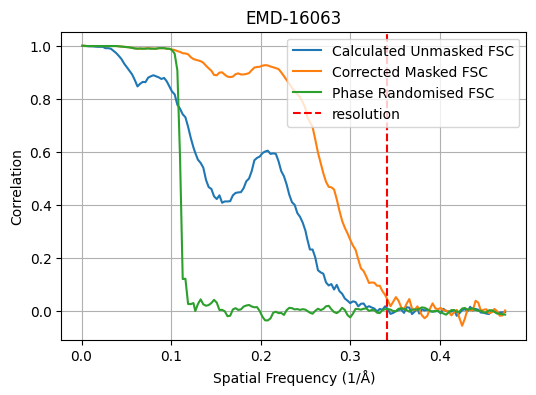 EMD-16063
Calculated Unmasked FSC
Corrected Masked FSC
Phase Randomised FSC
resolution
Correlation
1.0
0.8
0.6
0.4
0.2
0.0
0.0 0.1 0.2 0.3 0.4
Spatial Frequency (1/Å)